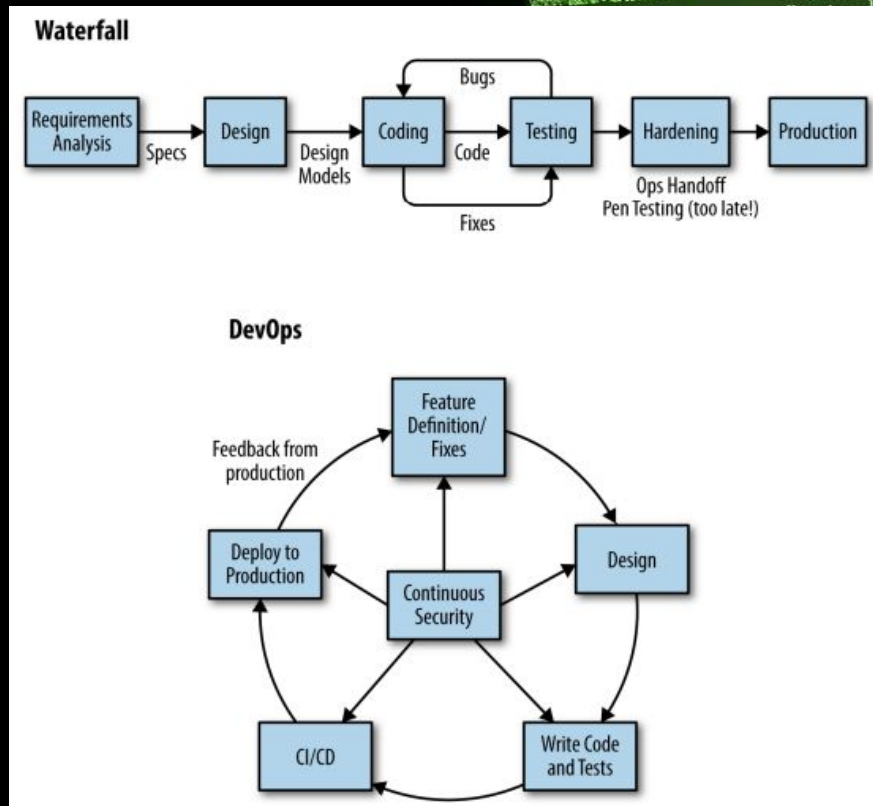 Waterfall
Bugs
Requirements
Analysis
Specs
Design
Design
Models
Coding
Code
Testing
Hardening
Production
Fixes
Ops Handoff
Pen Testing (too late!)
DevOps
Feature
Definition/
Fixes
Feedback from
production
Deploy to
Production
Continuous
Security
Design
CI/CD
Write Code
and Tests